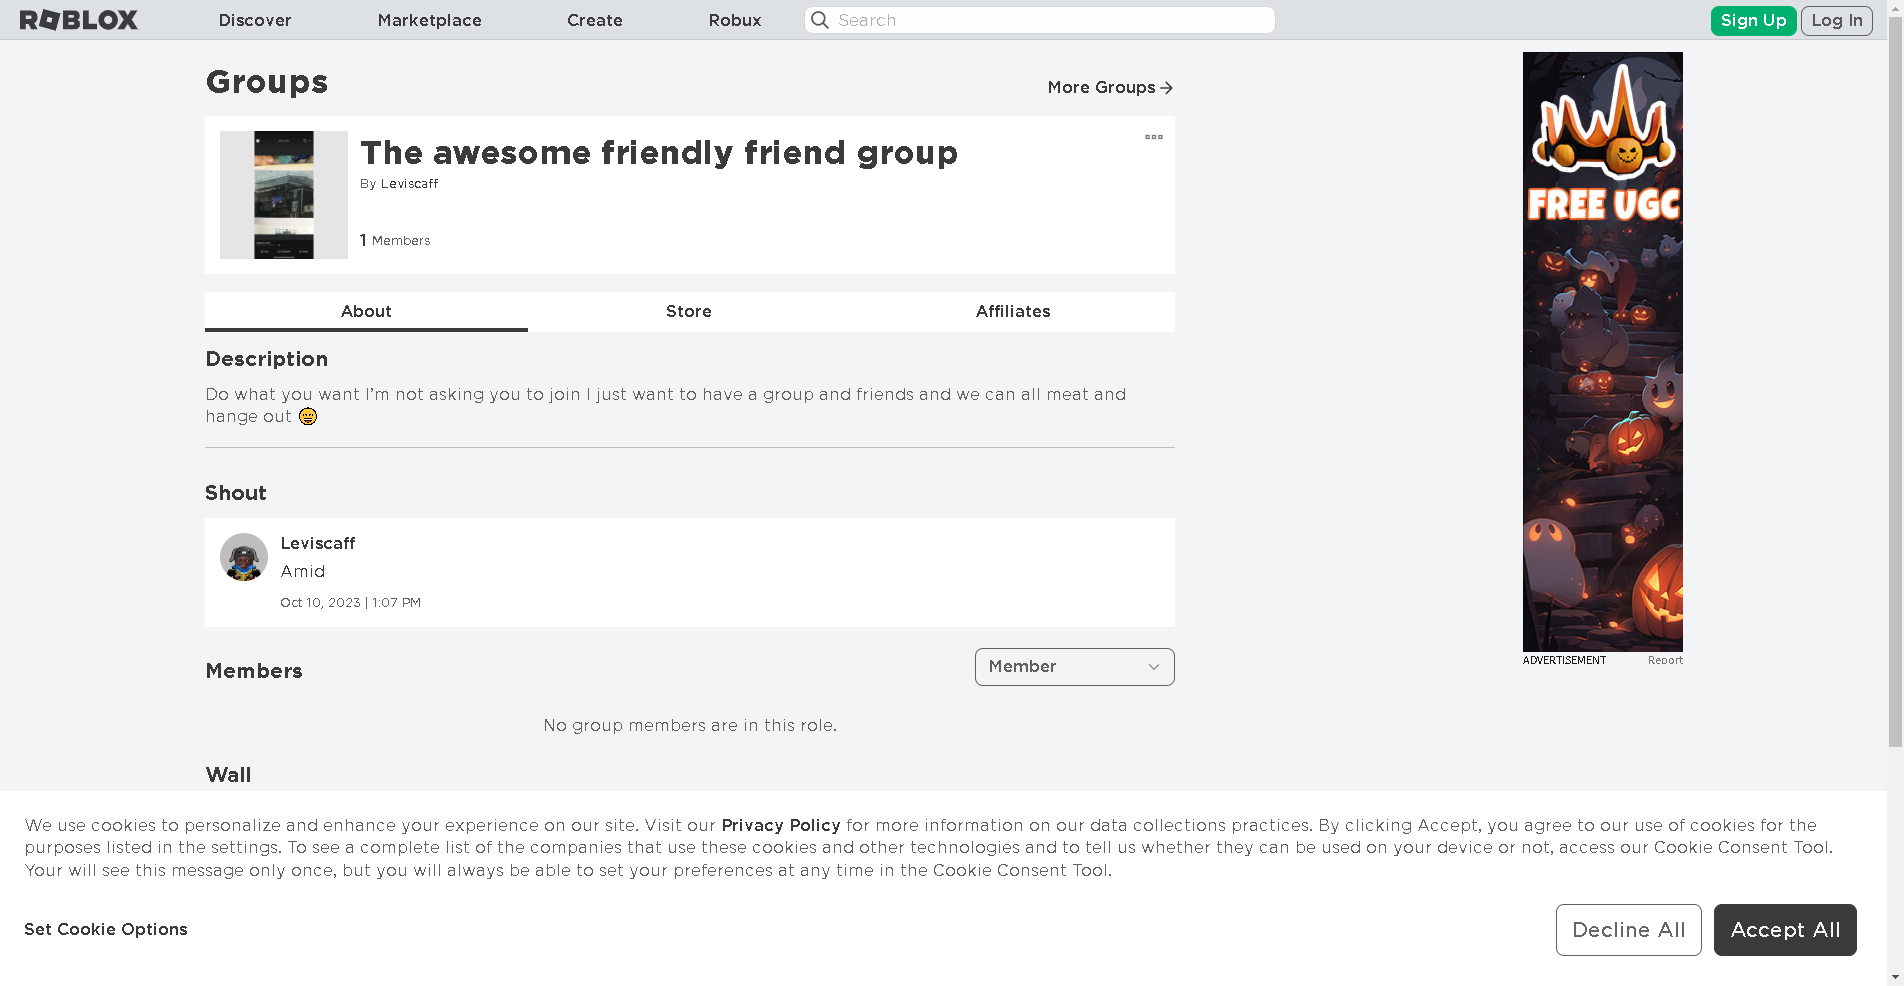 ROBLOX
Discover
Marketplace
Create
Robux
Search
Sign Up
Log In
Groups
More Groups
The awesome friendly friend group
By Leviscaff
1 Members
About
Store
Affiliates
Description
Do what you want I’m not asking you to join I just want to have a group and friends and we can all meat and
hange out 😁
Shout
Leviscaff
Amid
Oct 10, 2023 | 1:07 PM
Members
Member
No group members are in this role.
Wall
FREE UGC
ADVERTISEMENT
Report
We use cookies to personalize and enhance your experience on our site. Visit our Privacy Policy for more information on our data collections practices. By clicking Accept, you agree to our use of cookies for the
purposes listed in the settings. To see a complete list of the companies that use these cookies and other technologies and to tell us whether they can be used on your device or not, access our Cookie Consent Tool.
Your will see this message only once, but you will always be able to set your preferences at any time in the Cookie Consent Tool.
Set Cookie Options
Decline All
Accept All